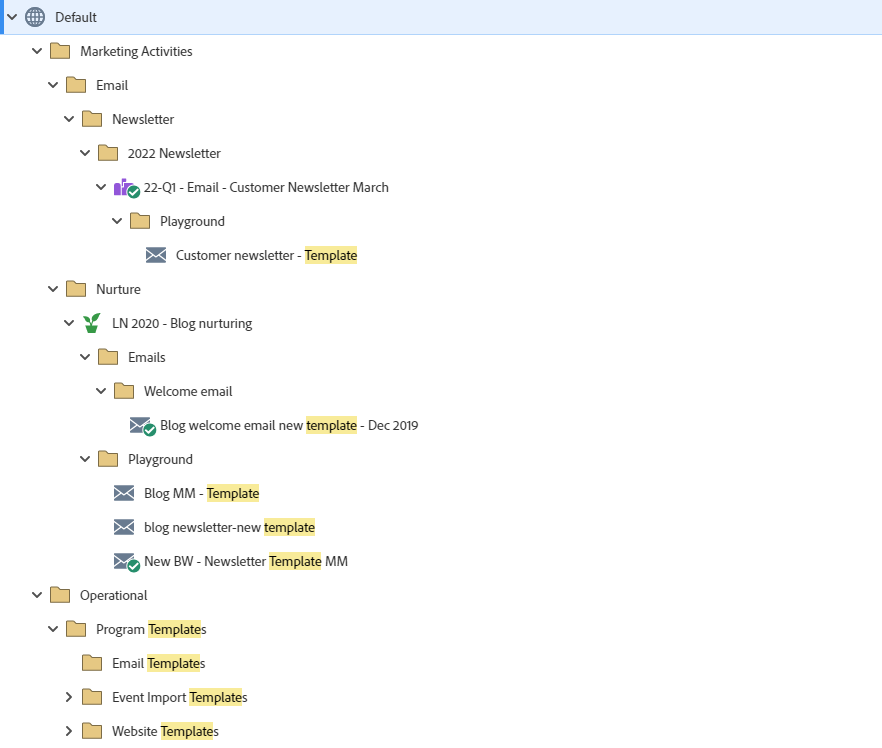 Default
Marketing Activities
Email
Newsletter
2022 Newsletter
22-Q1 - Email - Customer Newsletter March
Playground
Customer newsletter - Template
Nurture
LN 2020 - Blog nurturing
Emails
Welcome email
Blog welcome email new template - Dec 2019
Playground
Blog MM - Template
blog newsletter-new template
New BW - Newsletter Template MM
Operational
Program Templates
Email Templates
Event Import Templates
Website Templates